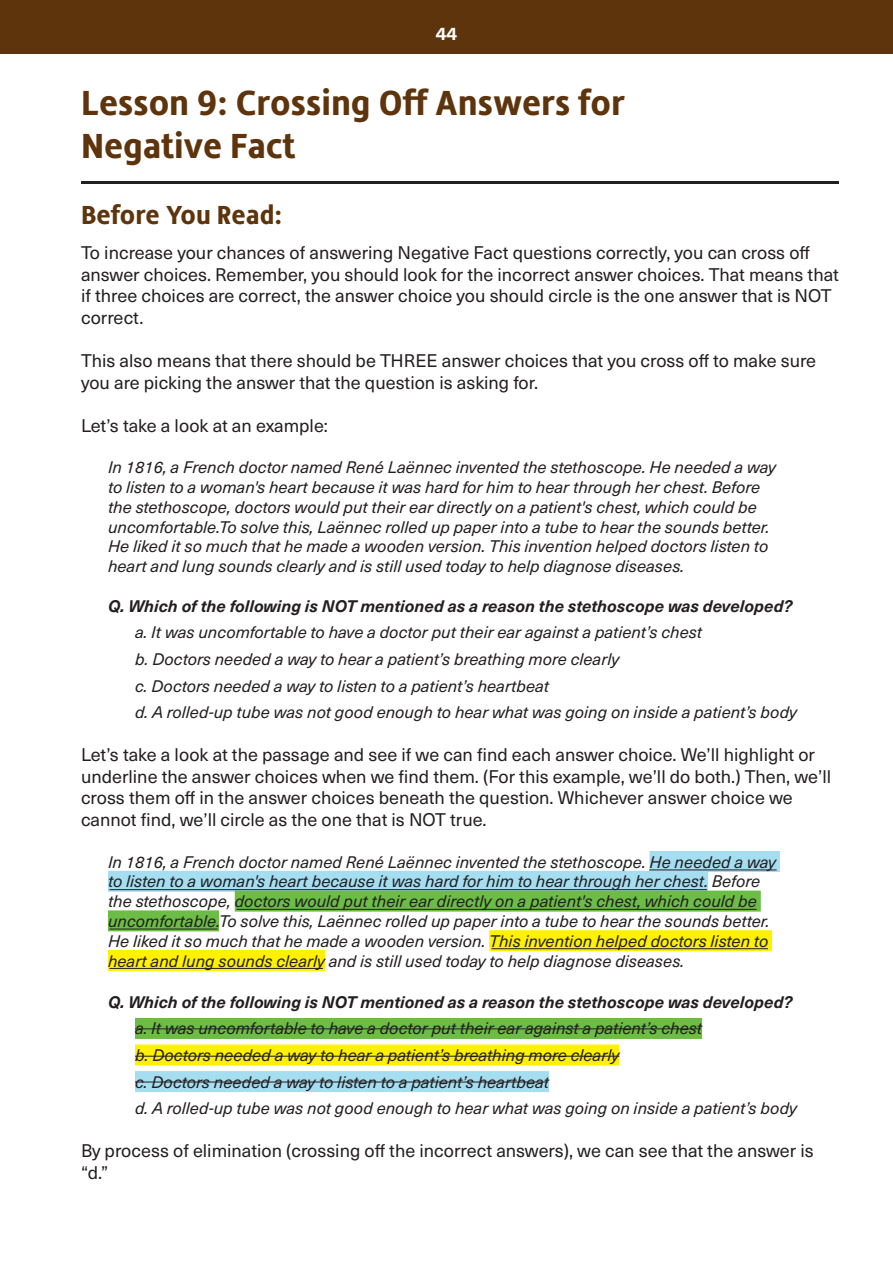 44
Lesson 9: Crossing Off Answers for
Negative Fact
Before You Read:
To increase your chances of answering Negative Fact questions correctly, you can cross off
answer choices. Remember, you should look for the incorrect answer choices. That means that
if three choices are correct, the answer choice you should circle is the one answer that is NOT
correct.
This also means that there should be THREE answer choices that you cross off to make sure
you are picking the answer that the question is asking for.
Let’s take a look at an example:
In 1816, a French doctor named René Laënnec invented the stethoscope. He needed a way
to listen to a woman's heart because it was hard for him to hear through her chest. Before
the stethoscope, doctors would put their ear directly on a patient's chest, which could be
uncomfortable.To solve this, Laënnec rolled up paper into a tube to hear the sounds better.
He liked it so much that he made a wooden version. This invention helped doctors listen to
heart and lung sounds clearly and is still used today to help diagnose diseases.
Q. Which of the following is NOT mentioned as a reason the stethoscope was developed?
a. It was uncomfortable to have a doctor put their ear against a patient’s chest
b. Doctors needed a way to hear a patient’s breathing more clearly
c. Doctors needed a way to listen to a patient’s heartbeat
d. A rolled-up tube was not good enough to hear what was going on inside a patient’s body
Let’s take a look at the passage and see if we can find each answer choice. We’ll highlight or
underline the answer choices when we find them. (For this example, we’ll do both.) Then, we’ll
cross them off in the answer choices beneath the question. Whichever answer choice we
cannot find, we’ll circle as the one that is NOT true.
In 1816, a French doctor named René Laënnec invented the stethoscope. He needed a way
to listen to a woman's heart because it was hard for him to hear through her chest. Before
the stethoscope, doctors would put their ear directly on a patient's chest, which could be
uncomfortable.To solve this, Laënnec rolled up paper into a tube to hear the sounds better.
He liked it so much that he made a wooden version. This invention helped doctors listen to
heart and lung sounds clearly and is still used today to help diagnose diseases.
Q. Which of the following is NOT mentioned as a reason the stethoscope was developed?
a. It was uncomfortable to have a doctor put their ear against a patient’s chest
b. Doctors needed a way to hear a patient’s breathing more clearly
c. Doctors needed a way to listen to a patient’s heartbeat
d. A rolled-up tube was not good enough to hear what was going on inside a patient’s body
By process of elimination (crossing off the incorrect answers), we can see that the answer is
“d.”